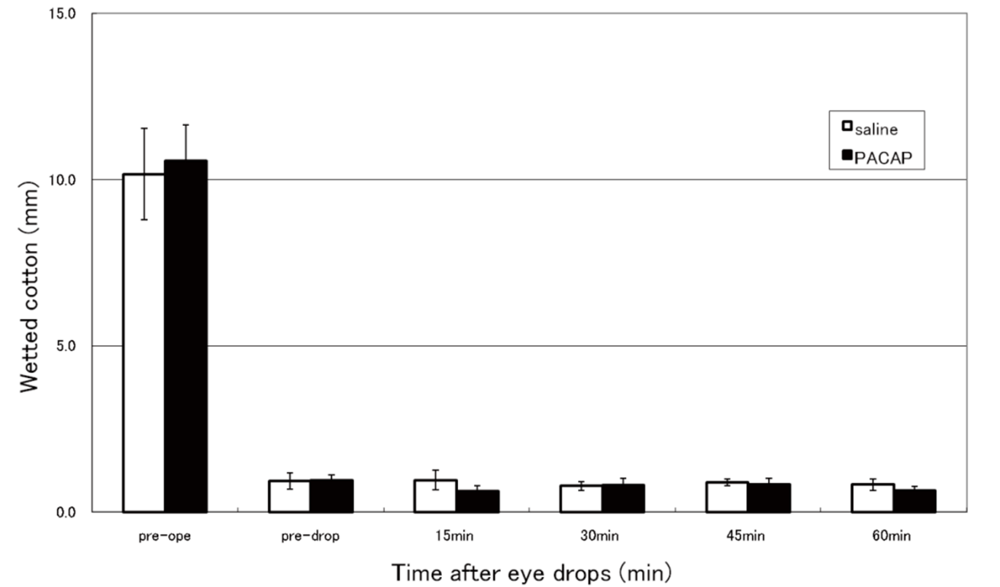 15.0
saline
PACAP
10.0
Wetted cotton (mm)
5.0
0.0
pre-ope pre-drop 15min 30min 45min 60min
Time after eye drops (min)